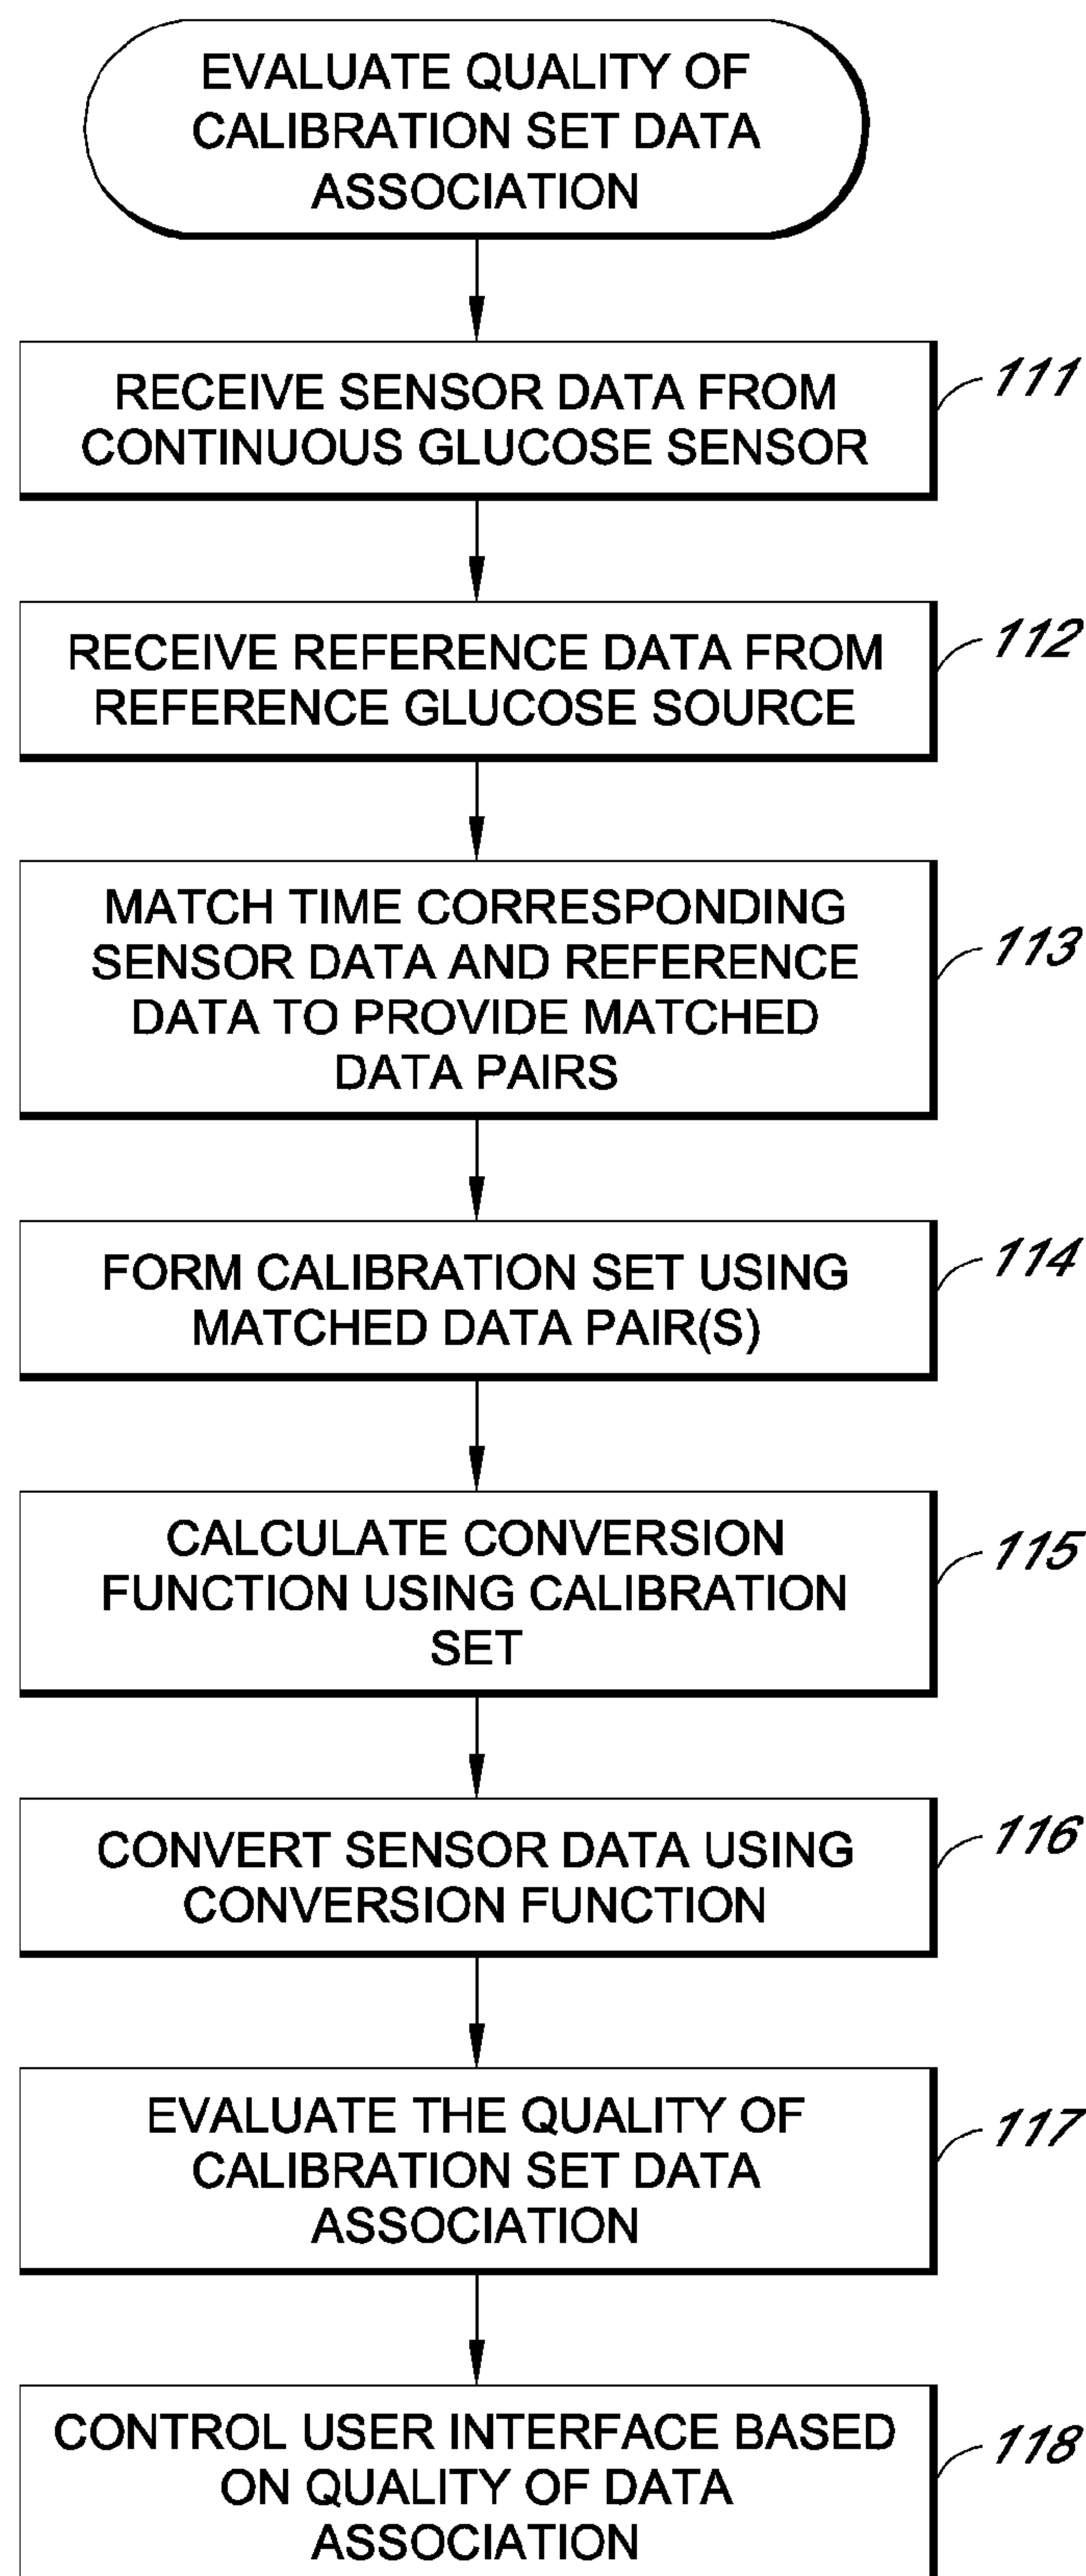 EVALUATE QUALITY OF
CALIBRATION SET DATA
ASSOCIATION
RECEIVE SENSOR DATA FROM
CONTINUOUS GLUCOSE SENSOR
111
RECEIVE REFERENCE DATA FROM
REFERENCE GLUCOSE SOURCE
112
MATCH TIME CORRESPONDING
SENSOR DATA AND REFERENCE
DATA TO PROVIDE MATCHED
DATA PAIRS
113
FORM CALIBRATION SET USING
MATCHED DATA PAIR(S)
114
CALCULATE CONVERSION
FUNCTION USING CALIBRATION
SET
115
CONVERT SENSOR DATA USING
CONVERSION FUNCTION
116
EVALUATE THE QUALITY OF
CALIBRATION SET DATA
ASSOCIATION
117
CONTROL USER INTERFACE BASED
ON QUALITY OF DATA
ASSOCIATION
118